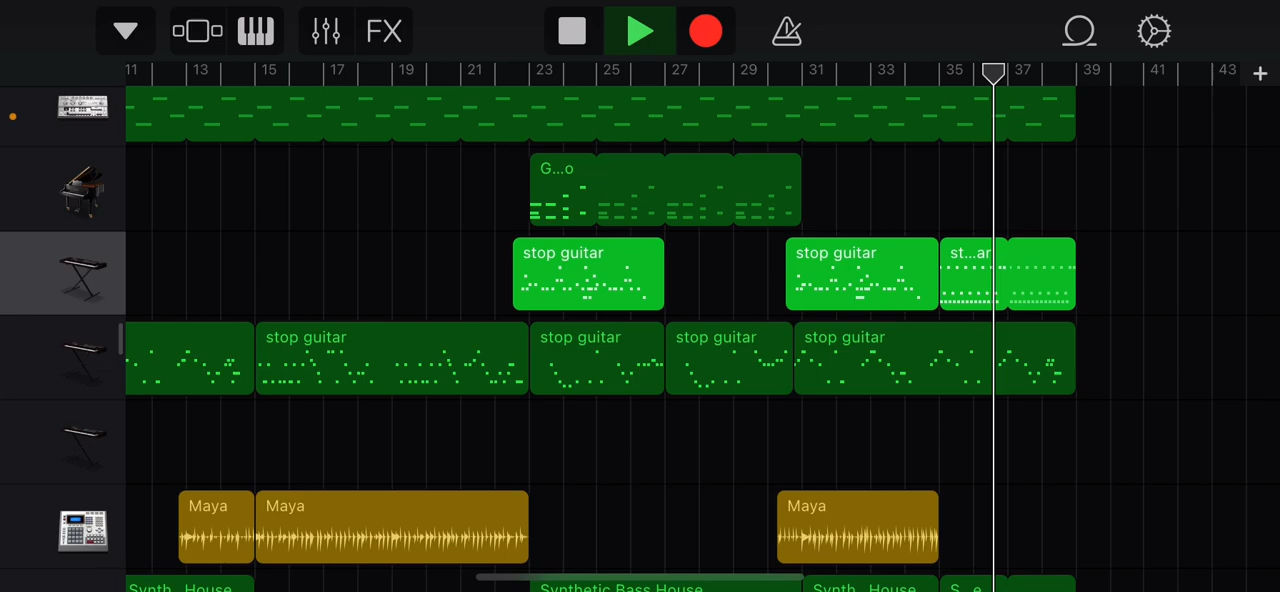 FX
11 13 15 17 19 21 23 25 27 29 31 33 35 37 39 41 43 +
G...o
stop guitar stop guitar st...ar
stop guitar stop guitar stop guitar stop guitar
Maya Maya Maya
Synth...House Synthetic Bass House Synth...House S...e